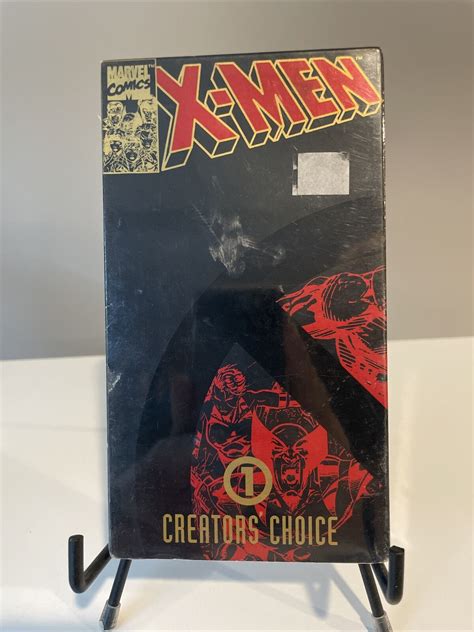 MARVEL
COMICS
X-MEN
1
CREATORS' CHOICE